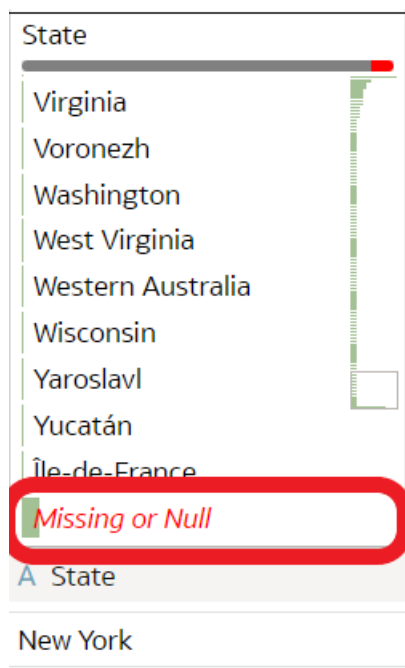 State
Virginia
Voronezh
Washington
West Virginia
Western Australia
Wisconsin
Yaroslavl
Yucatán
Île-de-France
Missing or Null
A State
New York